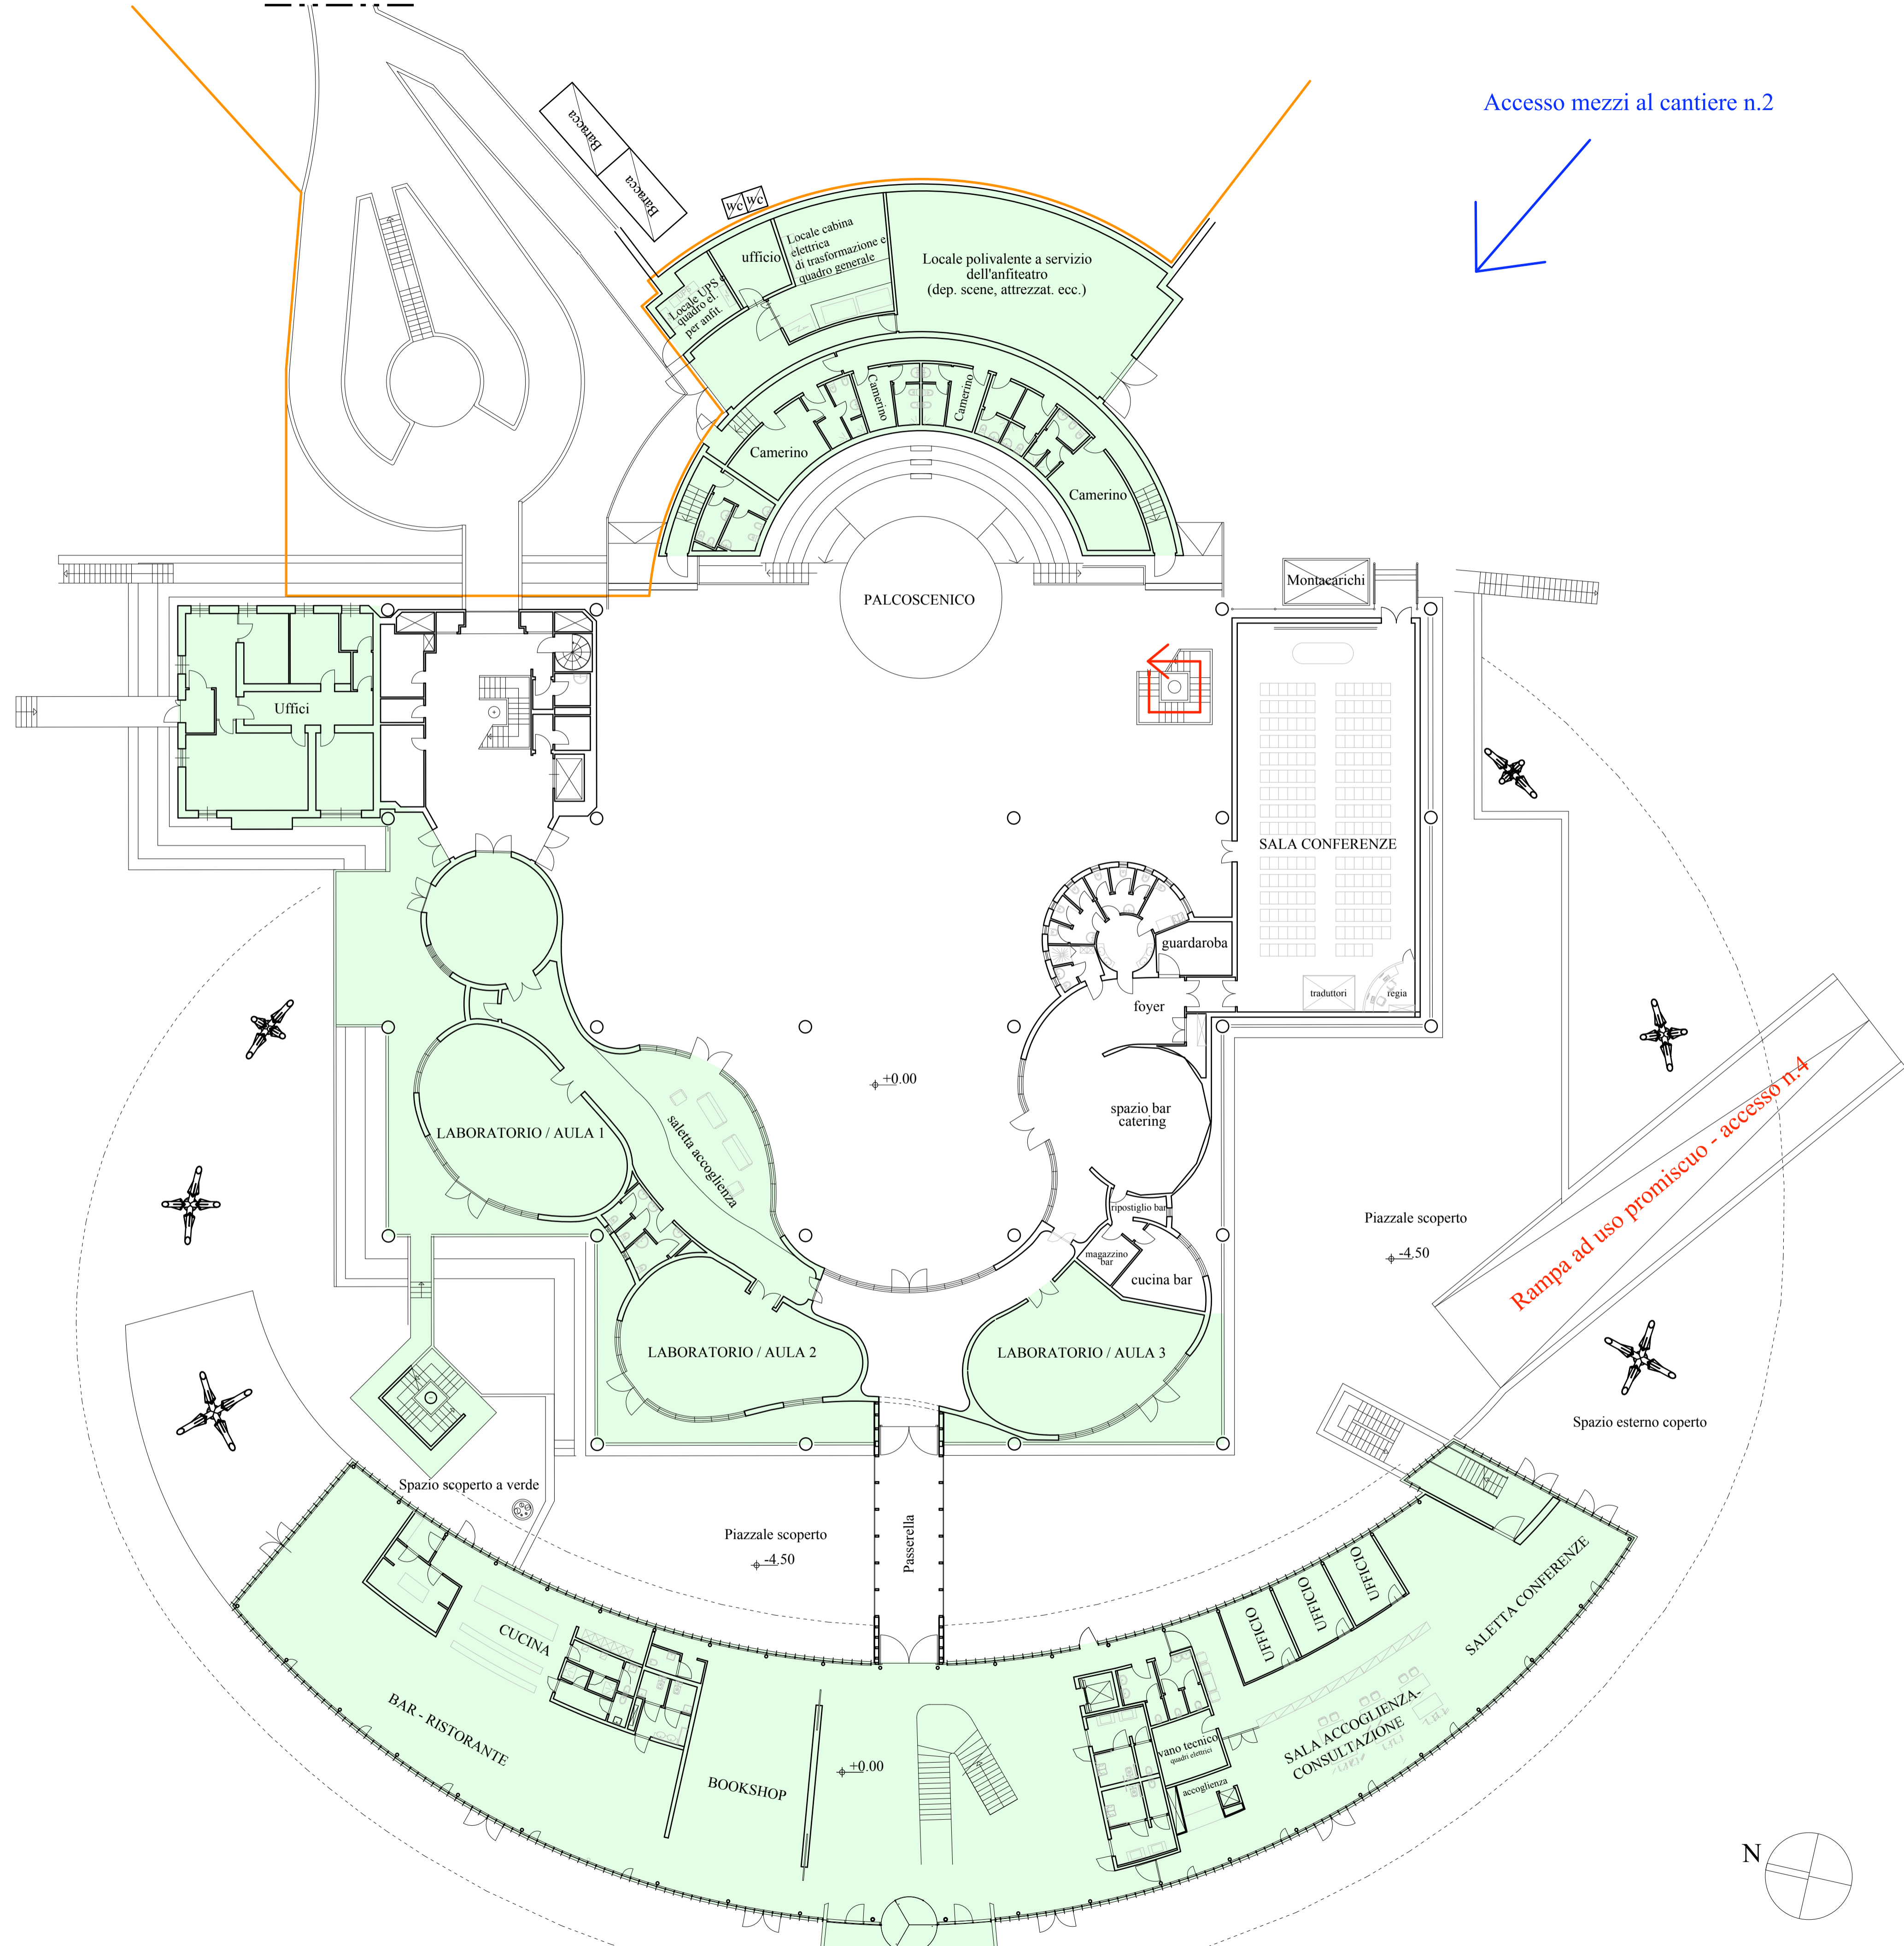 Accesso mezzi al cantiere n.2
Baracca
Baracca
Wc
Wc
ufficio
Locale cabina
elettrica
di trasformazione e
quadro generale
Locale UPS e
quadro el.
per anfit.
Locale polivalente a servizio
dell'anfiteatro
(dep. scene, attrezzat. ecc.)
Camerino
Camerino
Camerino
Camerino
PALCOSCENICO
Montacarichi
Uffici
SALA CONFERENZE
guardaroba
foyer
traduttori
regia
+0.00
spazio bar
catering
LABORATORIO / AULA 1
saletta accoglienza
ripostiglio bar
magazzino
bar
cucina bar
Piazzale scoperto
-4.50
Rampa ad uso promiscuo - accesso n.4
LABORATORIO / AULA 2
LABORATORIO / AULA 3
Spazio esterno coperto
Spazio scoperto a verde
Piazzale scoperto
-4.50
Passerella
UFFICIO
UFFICIO
UFFICIO
SALETTA CONFERENZE
CUCINA
BAR - RISTORANTE
BOOKSHOP
+0.00
vano tecnico
quadri elettrici
accoglienza
SALA ACCOGLIENZA-
CONSULTAZIONE
N